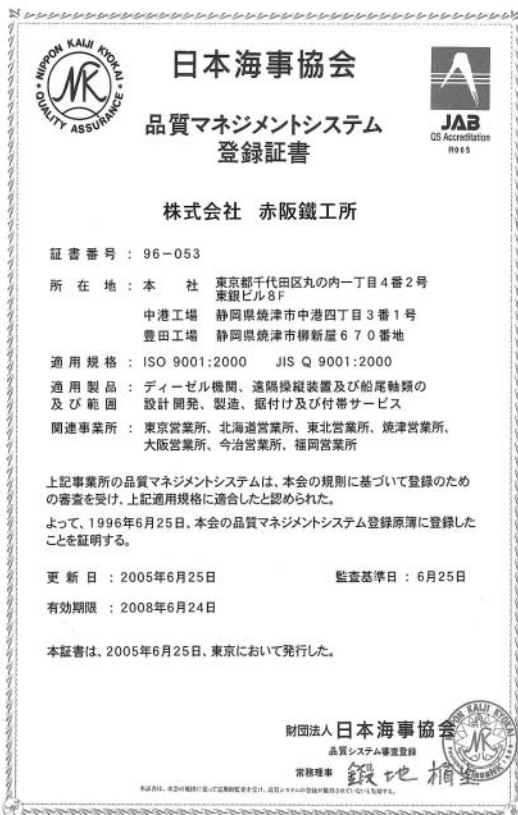 NIPPON KAIJI KYOKAI
NK
QUALITY ASSURANCE
日本海事協会
JAB
QS Accreditation
R005
品質マネジメントシステム
登録証書
株式会社 赤阪鐵工所
証書番号 : 96-053
所在地 : 本社 東京都千代田区丸の内一丁目4番2号
東銀ビル8F
中港工場 静岡県焼津市中港四丁目3番1号
豊田工場 静岡県焼津市柳新屋670番地
適用規格 : ISO 9001:2000 JIS Q 9001:2000
適用製品 : ディーゼル機関、遠隔操縦装置及び船尾軸類の
及び範囲 設計開発、製造、据付け及び付帯サービス
関連事業所 : 東京営業所、北海道営業所、東北営業所、焼津営業所、
大阪営業所、今治営業所、福岡営業所
上記事業所の品質マネジメントシステムは、本会の規則に基づいて登録のため
の審査を受け、上記適用規格に適合したと認められた。
よって、1996年6月25日、本会の品質マネジメントシステム登録原簿に登録した
ことを証明する。
更新日 : 2005年6月25日 監査基準日 : 6月25日
有効期限 : 2008年6月24日
本証書は、2005年6月25日、東京において発行した。
財団法人 日本海事協会
品質システム審査登録
常務理事
NIPPON KAIJI KYOKAI
NK